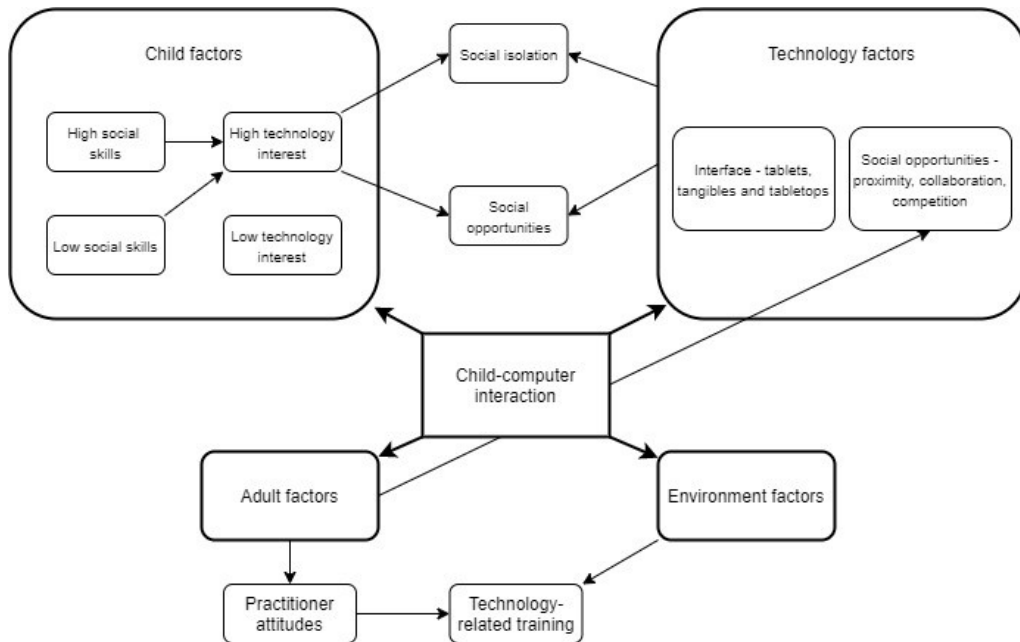 Child factors
Social isolation
Technology factors
High social
skills
High technology
interest
Interface - tablets,
tangibles and tabletops
Social opportunities -
proximity, collaboration,
competition
Social
opportunities
Low social skills
Low technology
interest
Child-computer
interaction
Adult factors
Environment factors
Practitioner
attitudes
Technology-
related training